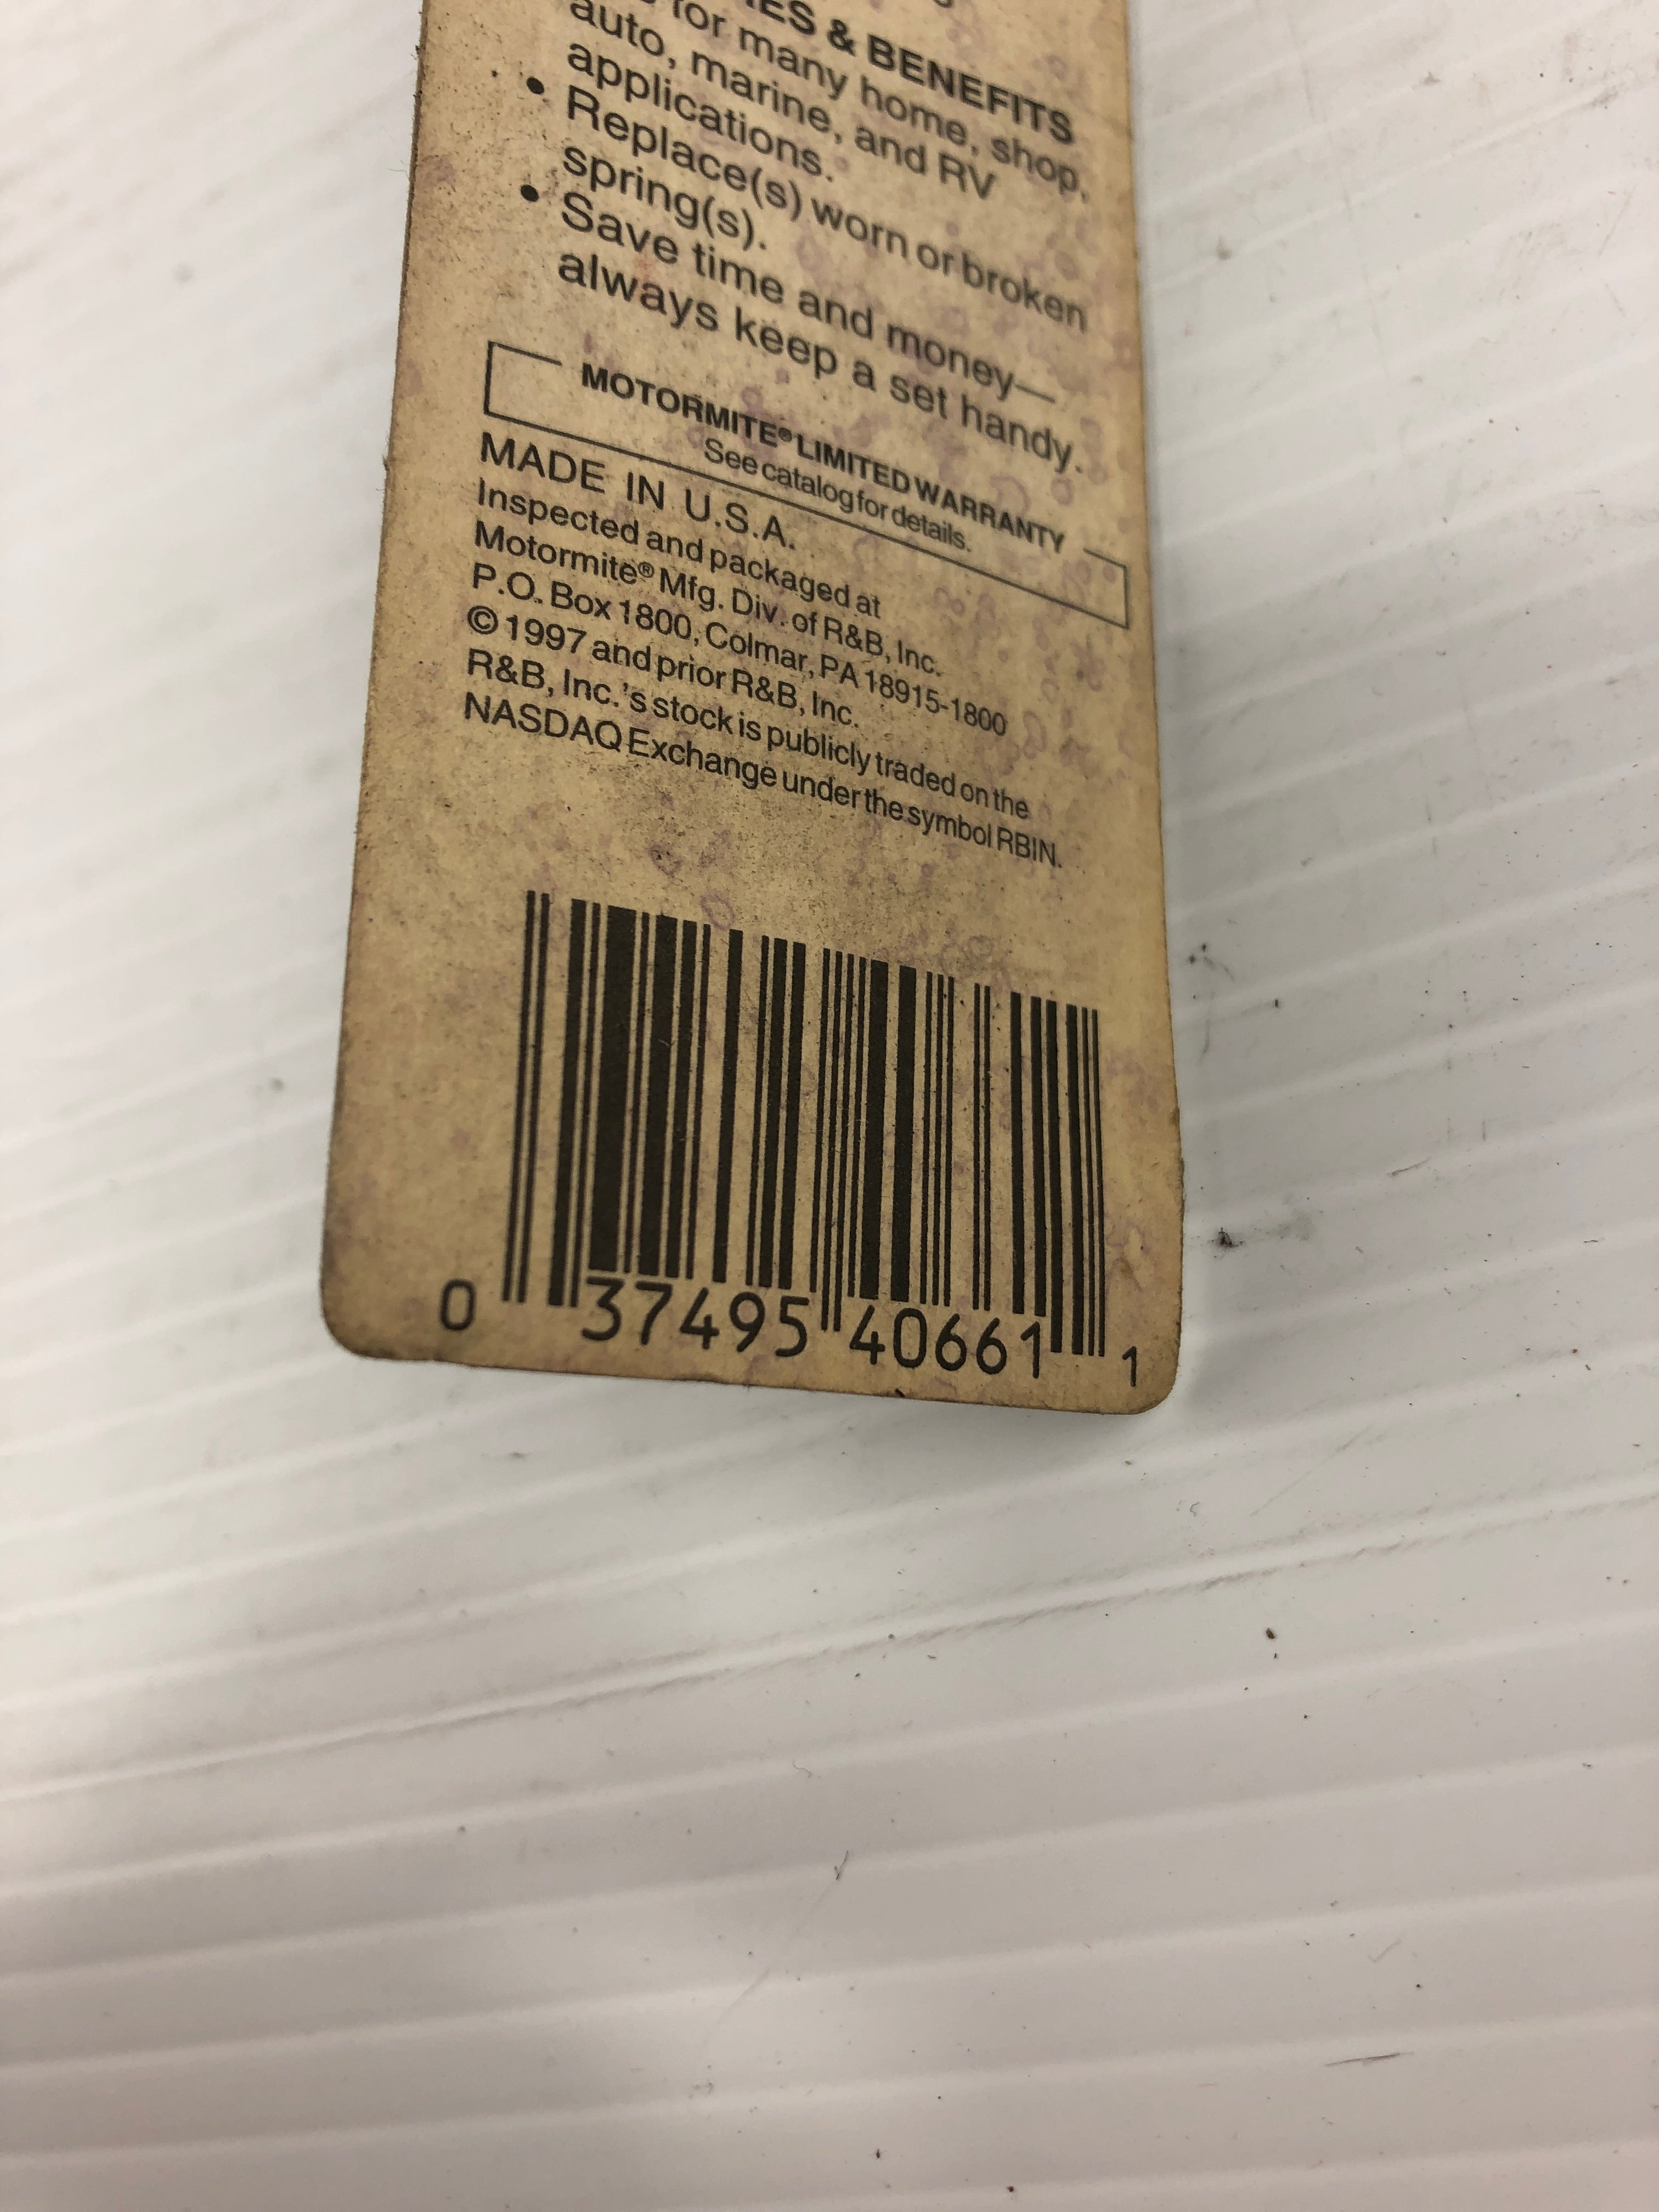 & BENEFITS
for many home, shop,
auto, marine, and RV
applications.
• Replace(s) worn or broken
spring(s).
• Save time and money—
always keep a set handy.
MOTORMITE® LIMITED WARRANTY
See catalog for details.
MADE IN U.S.A.
Inspected and packaged at
Motormite® Mfg. Div. of R&B, Inc.
P.O. Box 1800, Colmar, PA 18915-1800
© 1997 and prior R&B, Inc.
R&B, Inc.'s stock is publicly traded on the
NASDAQ Exchange under the symbol RBIN.
0 37495 40661 1